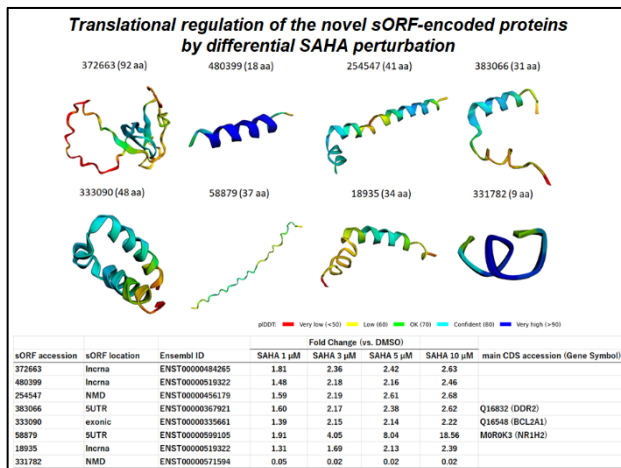 Translational regulation of the novel sORF-encoded proteins
by differential SAHA perturbation
372663 (92 aa) 480399 (18 aa) 254547 (41 aa) 383066 (31 aa)
333090 (48 aa) 58879 (37 aa) 18935 (34 aa) 331782 (9 aa)
plDDT: Very low (<50) Low (60) OK (70) Confident (80) Very high (>90)
Fold Change (vs. DMSO)
sORF accession sORF location Ensembl ID SAHA 1 μM SAHA 3 μM SAHA 5 μM SAHA 10 μM main CDS accession (Gene Symbol)
372663 lncrna ENST00000484265 1.81 2.36 2.42 2.63
480399 lncrna ENST00000519322 1.48 2.18 2.16 2.46
254547 NMD ENST00000456179 1.59 2.19 2.61 2.68
383066 5UTR ENST00000367921 1.60 2.17 2.38 2.62 Q16832 (DDR2)
333090 exonic ENST00000335661 1.39 2.15 2.14 2.22 Q16548 (BCL2A1)
58879 5UTR ENST00000599105 1.91 4.05 8.04 18.56 M0R0K3 (NR1H2)
18935 lncrna ENST00000519322 1.31 1.69 2.13 2.39
331782 NMD ENST00000571594 0.05 0.02 0.02 0.02